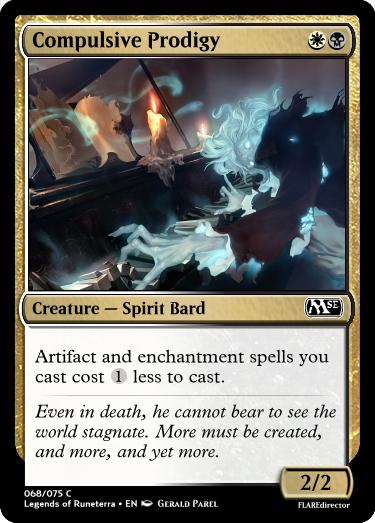 Compulsive Prodigy
Creature — Spirit Bard
MSE
Artifact and enchantment spells you
cast cost 1 less to cast.
Even in death, he cannot bear to see the
world stagnate. More must be created,
and more, and yet more.
2/2
068/075 C
Legends of Runeterra • EN Gerald Parel
FLAREdirector